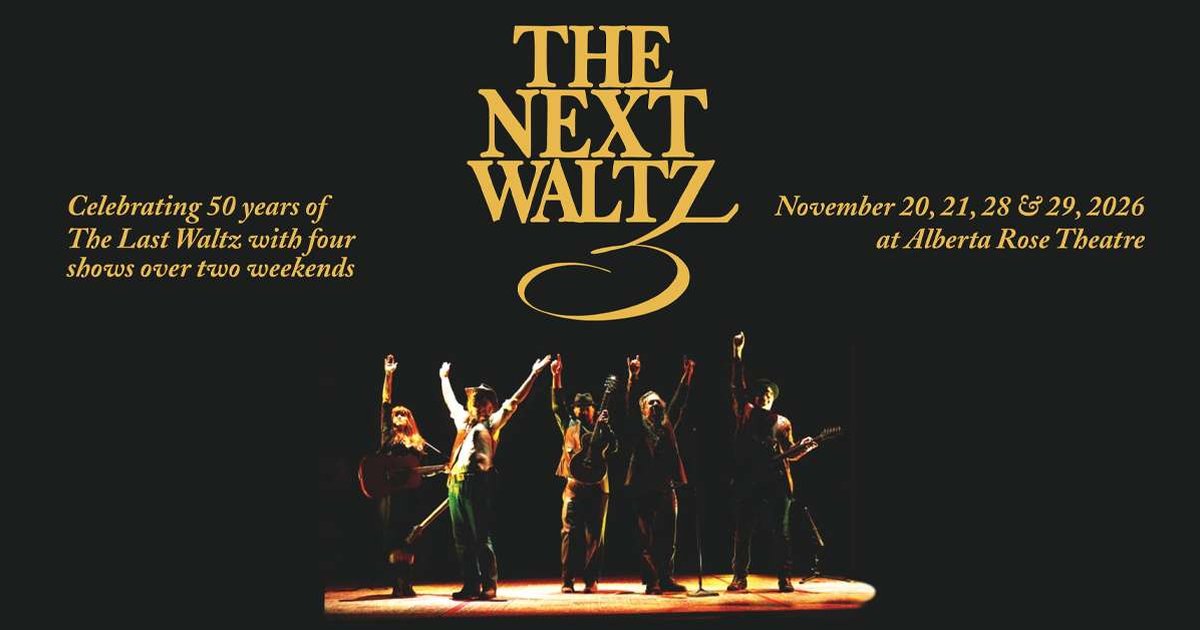 THE
NEXT
WALTZ
Celebrating 50 years of
The Last Waltz with four
shows over two weekends
November 20, 21, 28 & 29, 2026
at Alberta Rose Theatre